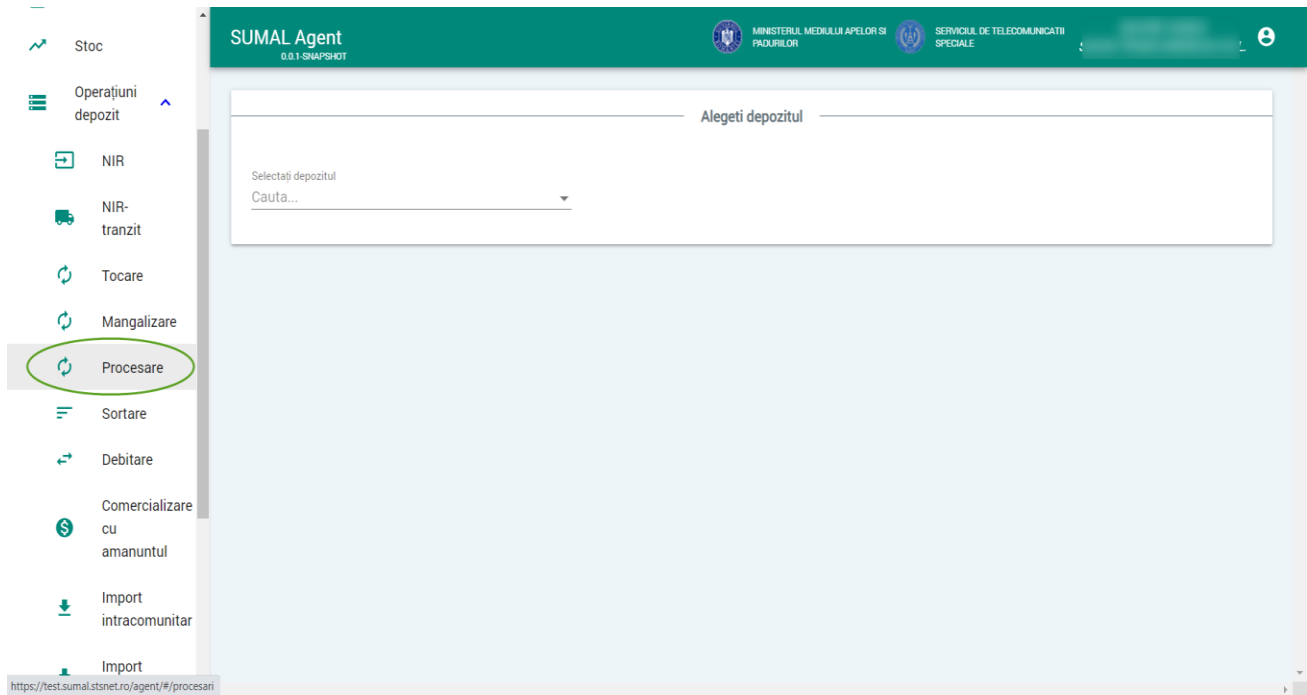 Stoc
Operațiuni
depozit
NIR
NIR-
tranzit
Tocare
Mangalizare
Procesare
Sortare
Debitare
Comercializare
cu
amanuntul
Import
intracomunitar
Import
https://test.sumal.stsnet.ro/agent/#/procesari
SUMAL Agent
0.0.1-SNAPSHOT
MINISTERUL MEDIULUI APELOR SI
PADURILOR
SERVICIUL DE TELECOMUNICATII
SPECIALE
Alegeti depozitul
Selectați depozitul
Cauta...